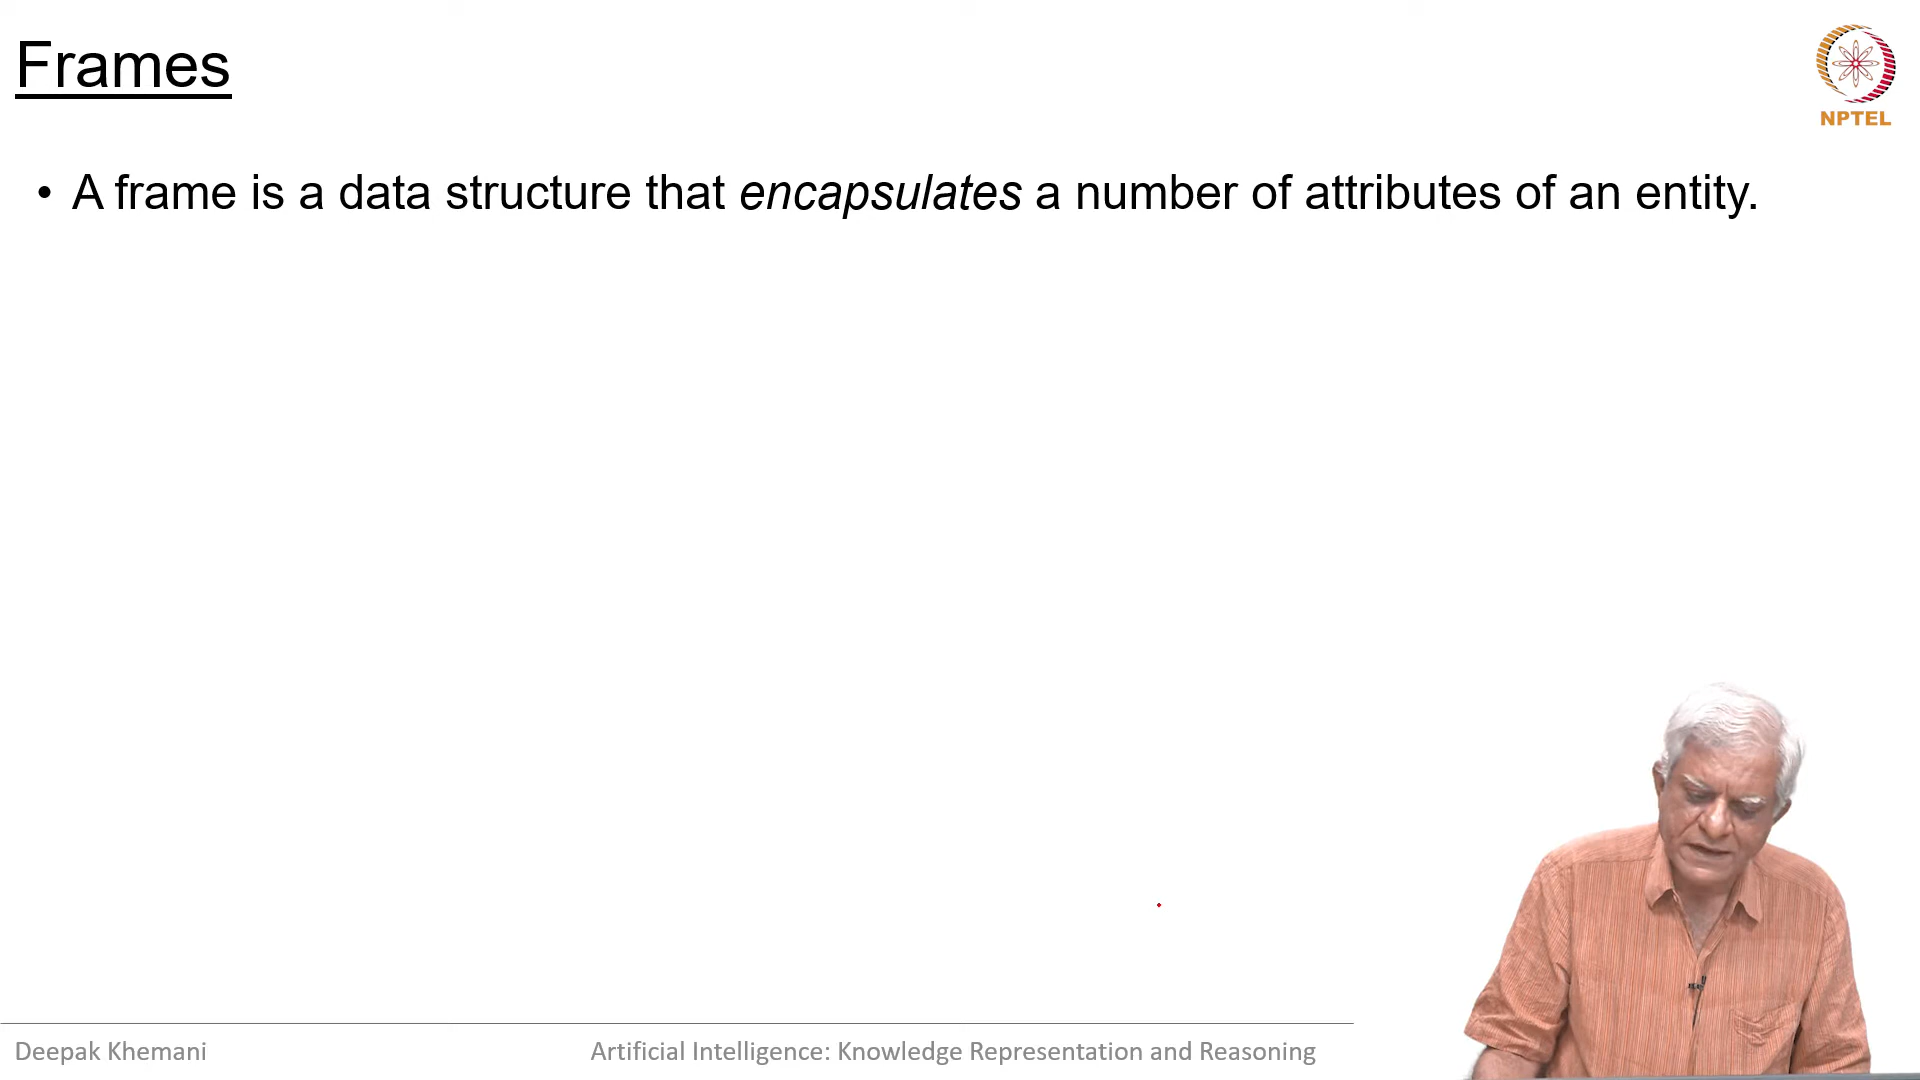 Frames
NPTEL
• A frame is a data structure that encapsulates a number of attributes of an entity.
Deepak Khemani
Artificial Intelligence: Knowledge Representation and Reasoning